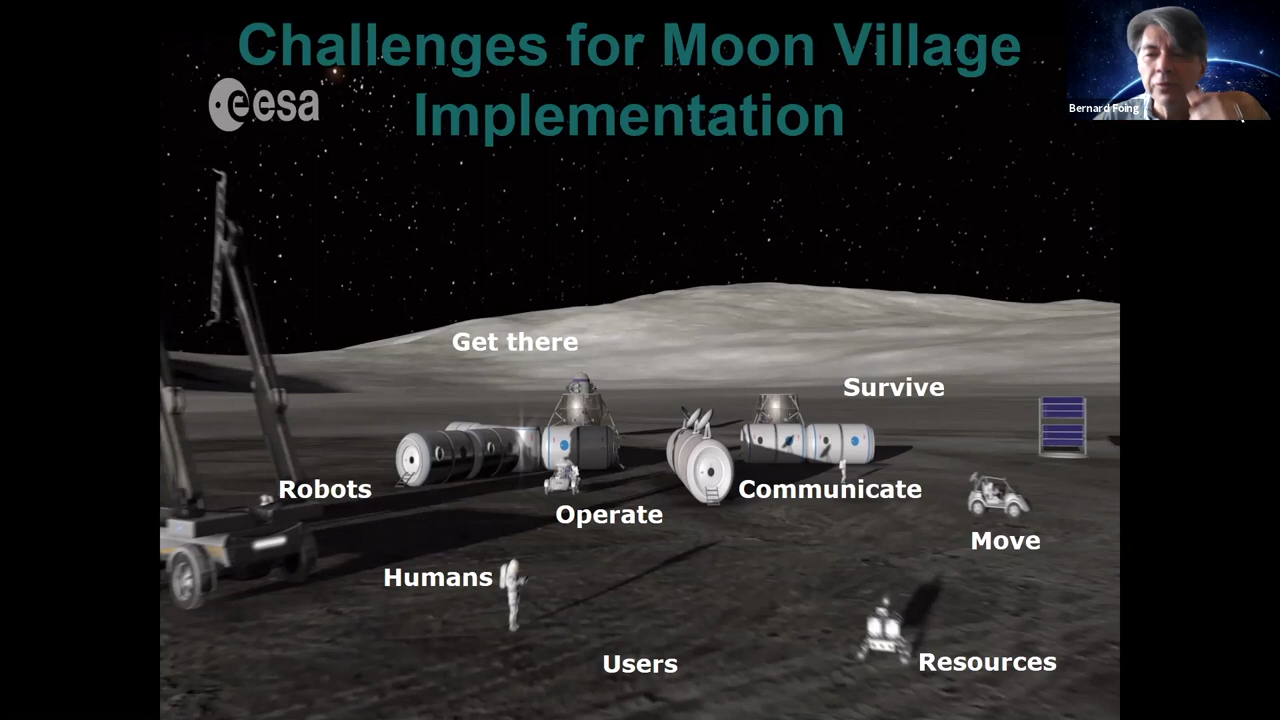 Challenges for Moon Village
Implementation
esa
Bernard Foing
Get there
Survive
Robots
Communicate
Operate
Move
Humans
Users
Resources